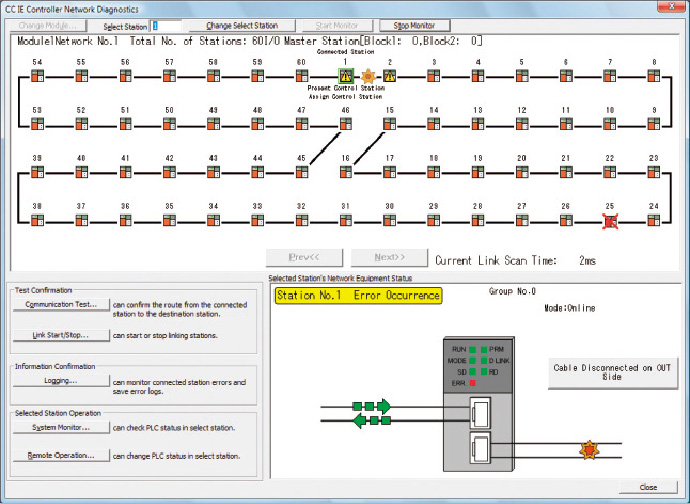 CC IE Controller Network Diagnostics
Change Module...
Select Station 1
Change Select Station
Start Monitor
Stop Monitor
Module1Network No.1 Total No. of Stations: 60I/O Master Station[Block1: 0,Block2: 0]
Connected Station
54 55 56 57 58 59 60 1 2 3 4 5 6 7 8
Present Control Station
Assign Control Station
53 52 51 50 49 48 47 46 15 14 13 12 11 10 9
39 40 41 42 43 44 45 16 17 18 19 20 21 22 23
38 37 36 35 34 33 32 31 30 29 28 27 26 25 24
Prev<<
Next>>
Current Link Scan Time: 2ms
Test Confirmation
Communication Test...
can confirm the route from the connected
station to the destination station.
Link Start/Stop...
can start or stop linking stations.
Information Confirmation
Logging...
can monitor connected station errors and
save error logs.
Selected Station Operation
System Monitor...
can check PLC status in select station.
Remote Operation...
can change PLC status in select station.
Selected Station's Network Equipment Status
Station No.1 Error Occurrence
Group No.0
Mode:Online
RUN PRM
MODE D LINK
SD RD
ERR.
Cable Disconnected on OUT
Side
Close